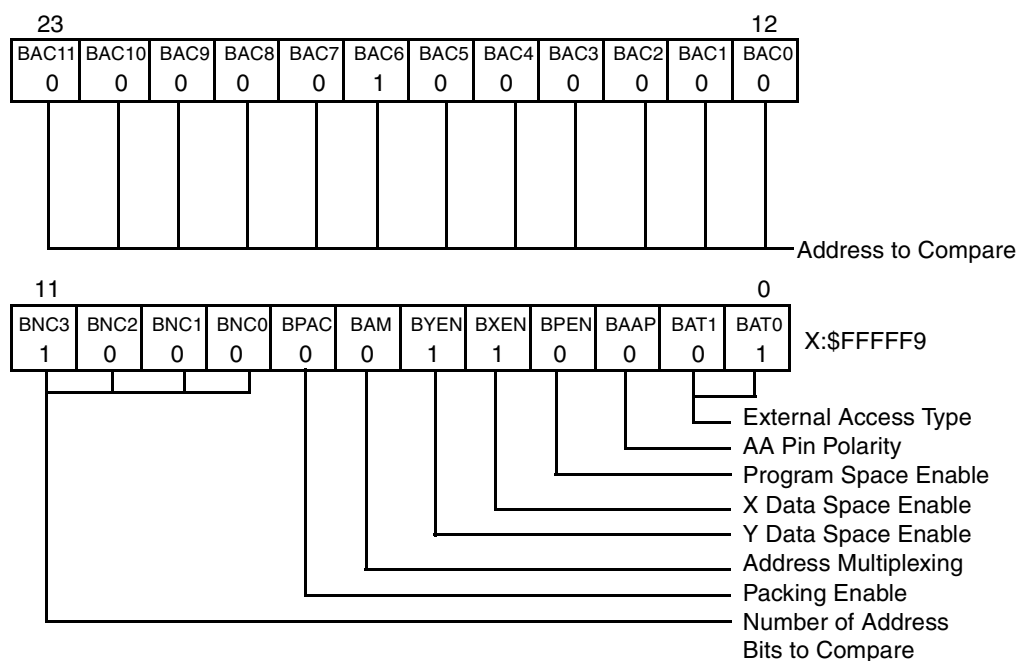 23 12
BAC11 BAC10 BAC9 BAC8 BAC7 BAC6 BAC5 BAC4 BAC3 BAC2 BAC1 BAC0
0 0 0 0 0 1 0 0 0 0 0 0
Address to Compare
11 0
BNC3 BNC2 BNC1 BNC0 BPAC BAM BYEN BXEN BPEN BAAP BAT1 BAT0
1 0 0 0 0 0 1 1 0 0 0 1
X:$FFFFF9
External Access Type
AA Pin Polarity
Program Space Enable
X Data Space Enable
Y Data Space Enable
Address Multiplexing
Packing Enable
Number of Address
Bits to Compare